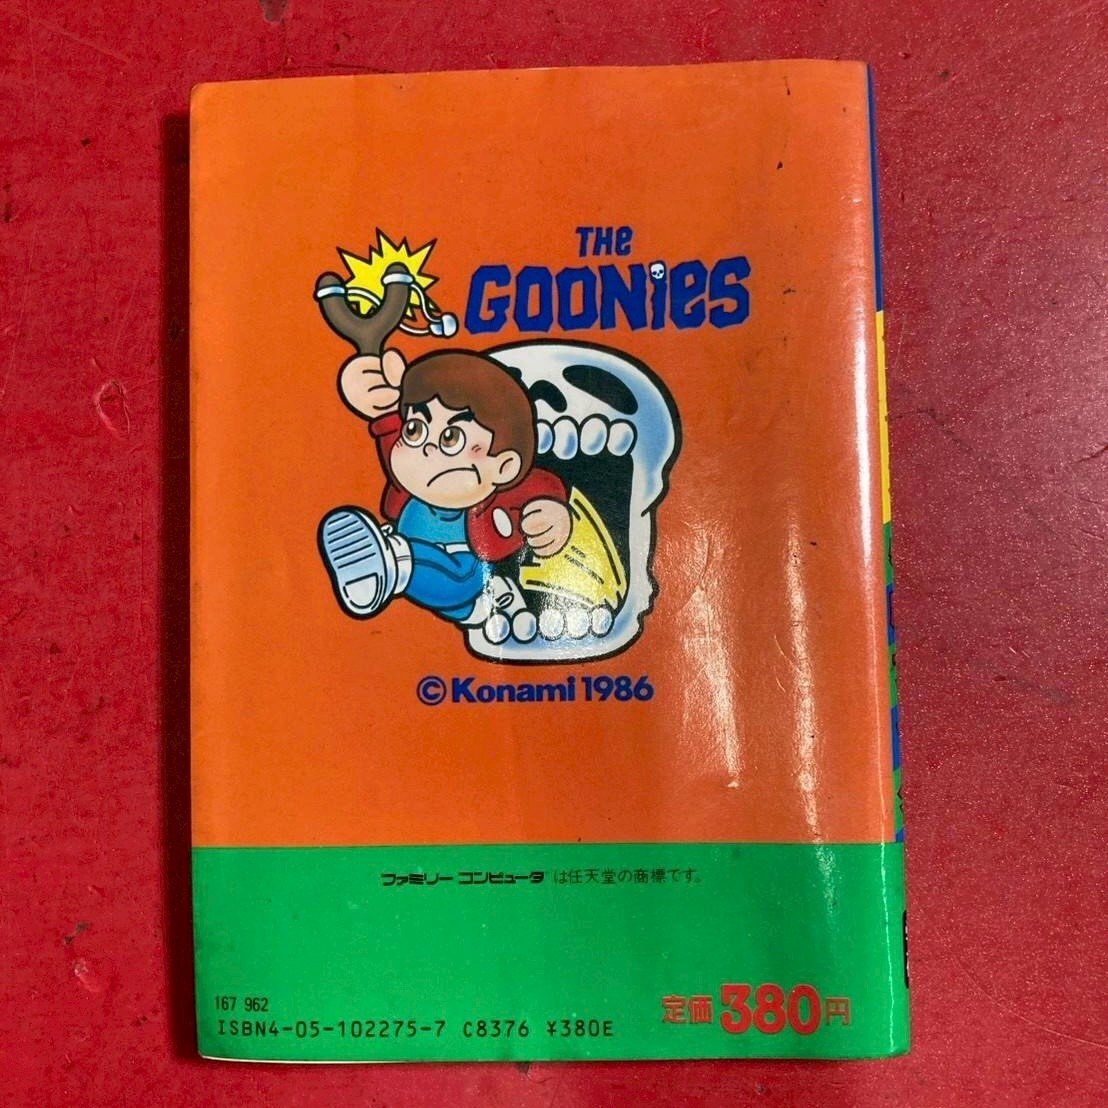 THE
GOONIES
©Konami 1986
ファミリーコンピュータ™は任天堂の商標です。
167 962
ISBN4-05-102275-7 C8376 ¥380E
定価380円